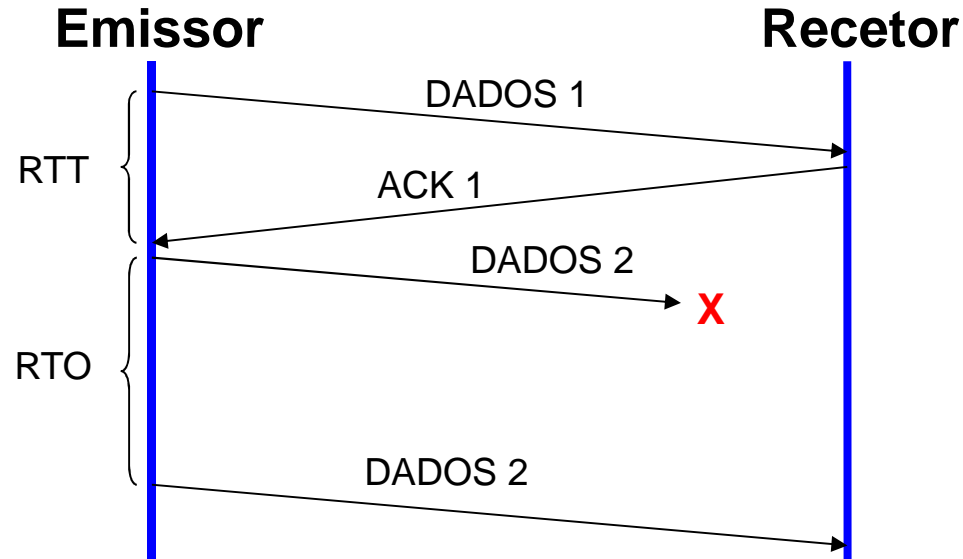 Emissor
Recetor
DADOS 1
RTT
ACK 1
DADOS 2
X
RTO
DADOS 2